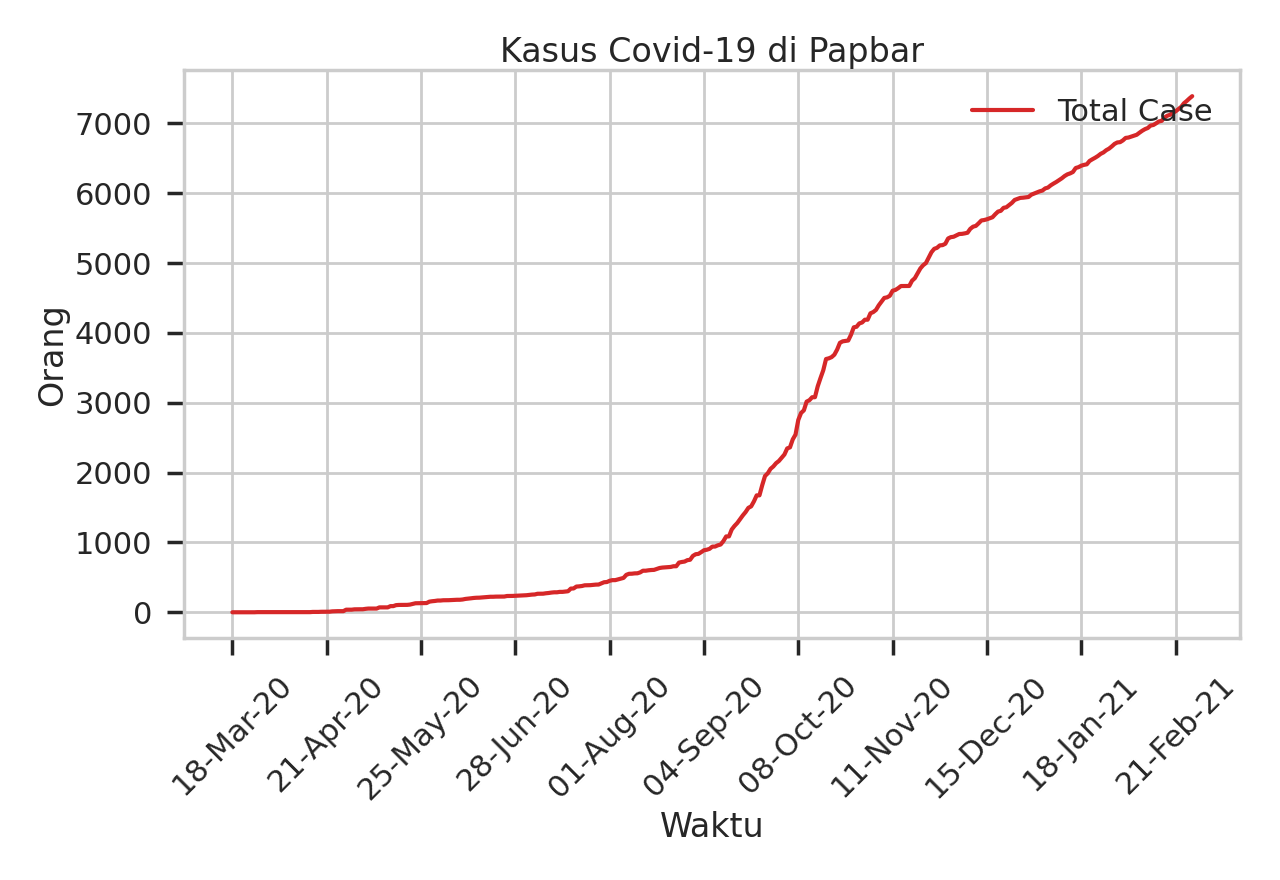 Kasus Covid-19 di Papbar
Total Case
7000
6000
5000
4000
3000
2000
1000
0
Orang
18-Mar-20
21-Apr-20
25-May-20
28-Jun-20
01-Aug-20
04-Sep-20
08-Oct-20
11-Nov-20
15-Dec-20
18-Jan-21
21-Feb-21
Waktu